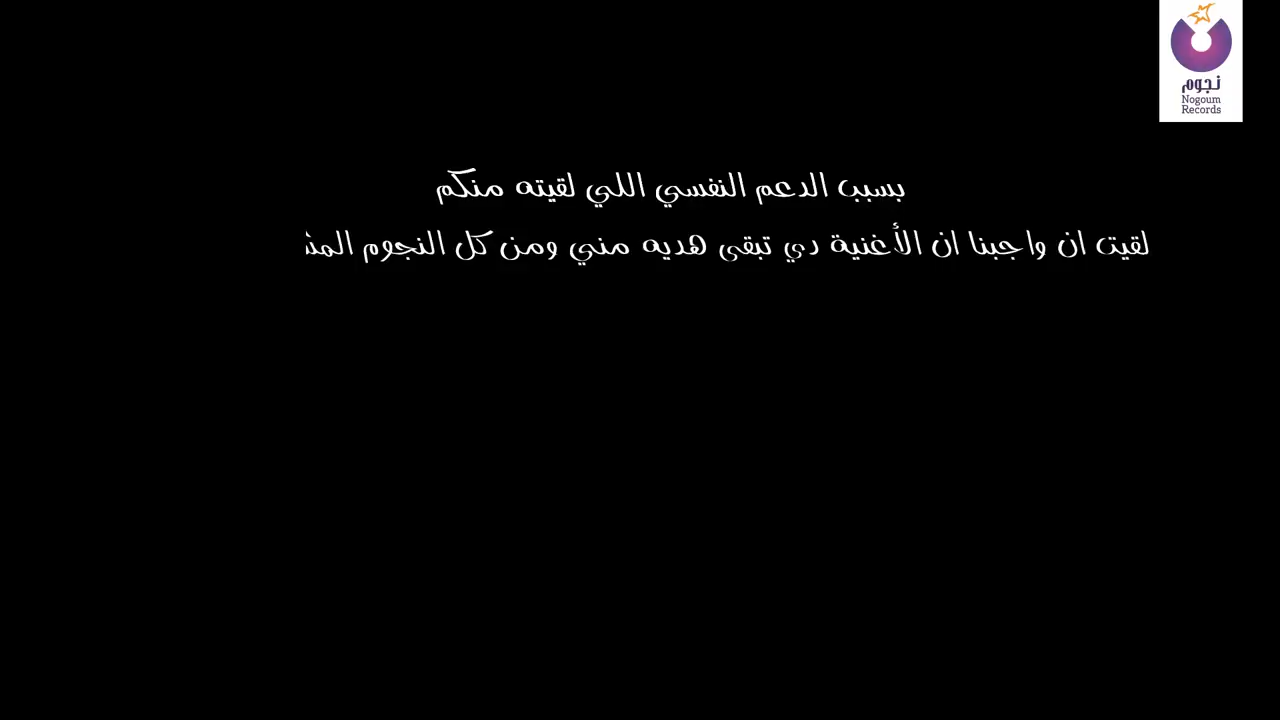 نجوم
Nogoum
Records
بسبب الدعم النفسي اللي لقيته منكم
لقيت ان واجبنا ان الأغنية دي تبقى هديه مني ومن كل النجوم